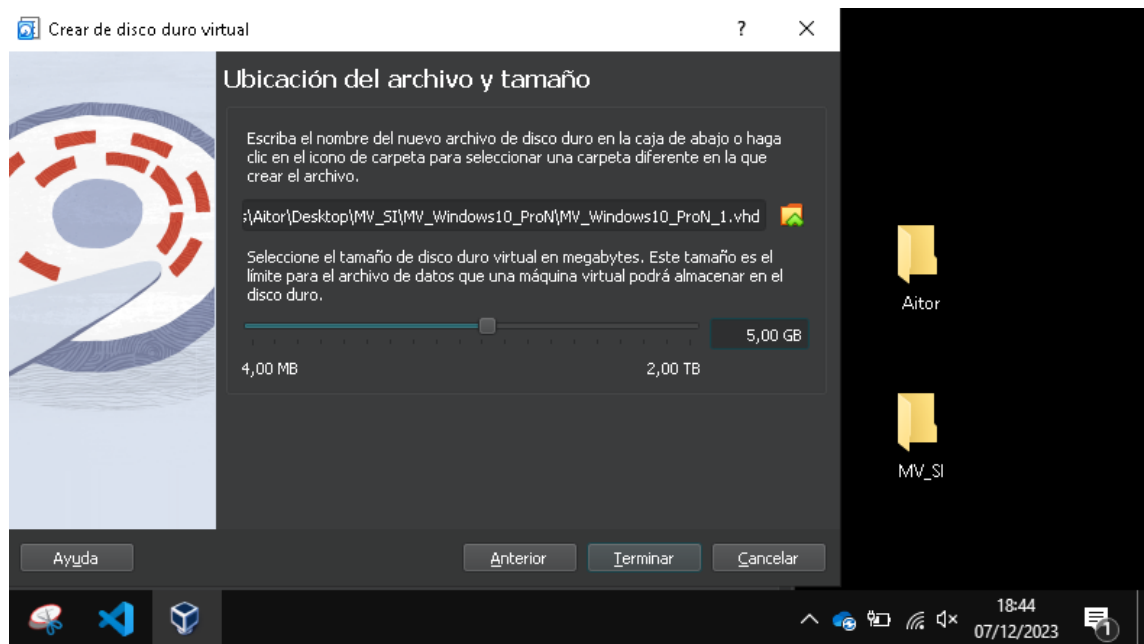 Crear de disco duro virtual
?
Ubicación del archivo y tamaño
Escriba el nombre del nuevo archivo de disco duro en la caja de abajo o haga
clic en el icono de carpeta para seleccionar una carpeta diferente en la que
crear el archivo.
s\Aitor\Desktop\MV_SI\MV_Windows10_ProN\MV_Windows10_ProN_1.vhd
Seleccione el tamaño de disco duro virtual en megabytes. Este tamaño es el
límite para el archivo de datos que una máquina virtual podrá almacenar en el
disco duro.
5,00 GB
4,00 MB 2,00 TB
Aitor
MV_SI
Ayuda Anterior Terminar Cancelar
18:44
07/12/2023
1